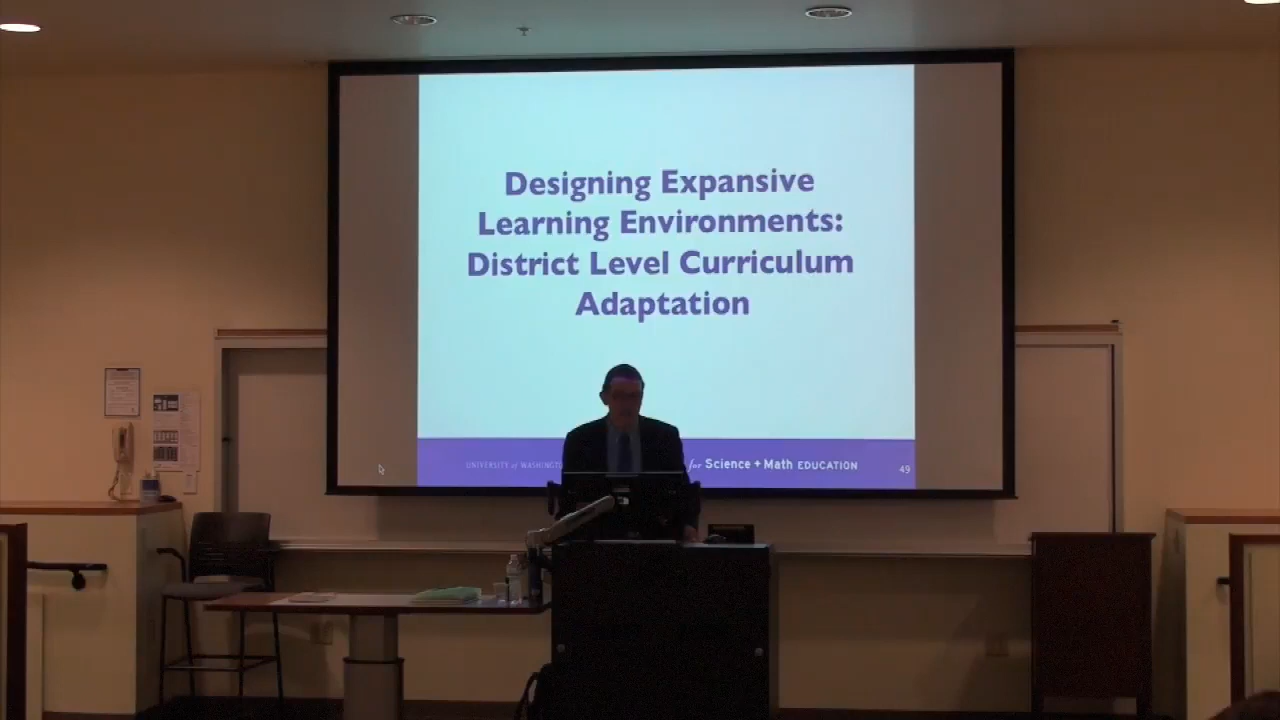 Designing Expansive
Learning Environments:
District Level Curriculum
Adaptation
UNIVERSITY of WASHINGTON for Science + Math EDUCATION 49